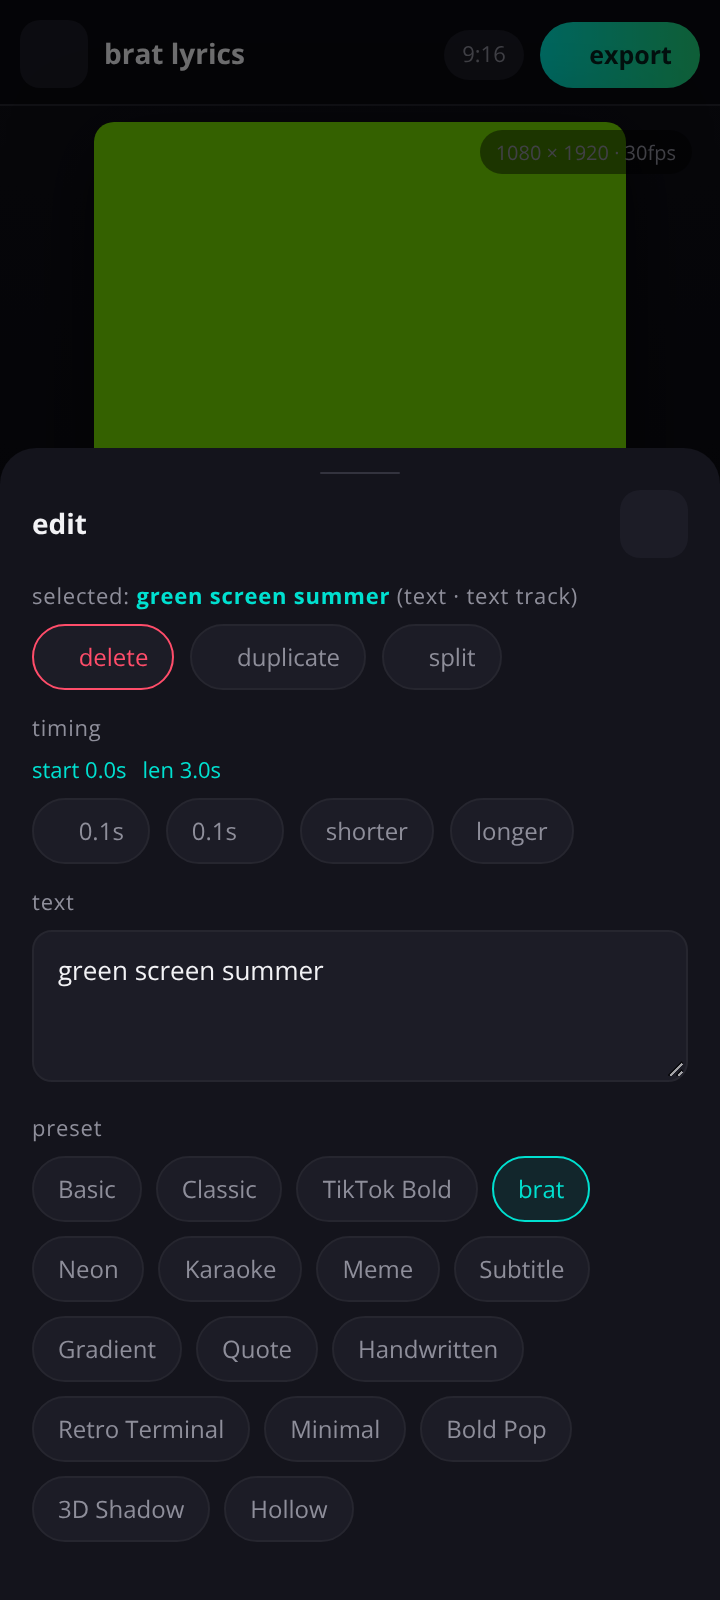 brat lyrics
9:16
export
1080 × 1920 · 30fps
edit
selected: green screen summer (text · text track)
delete duplicate split
timing
start 0.0s len 3.0s
0.1s 0.1s shorter longer
text
green screen summer
preset
Basic Classic TikTok Bold brat
Neon Karaoke Meme Subtitle
Gradient Quote Handwritten
Retro Terminal Minimal Bold Pop
3D Shadow Hollow